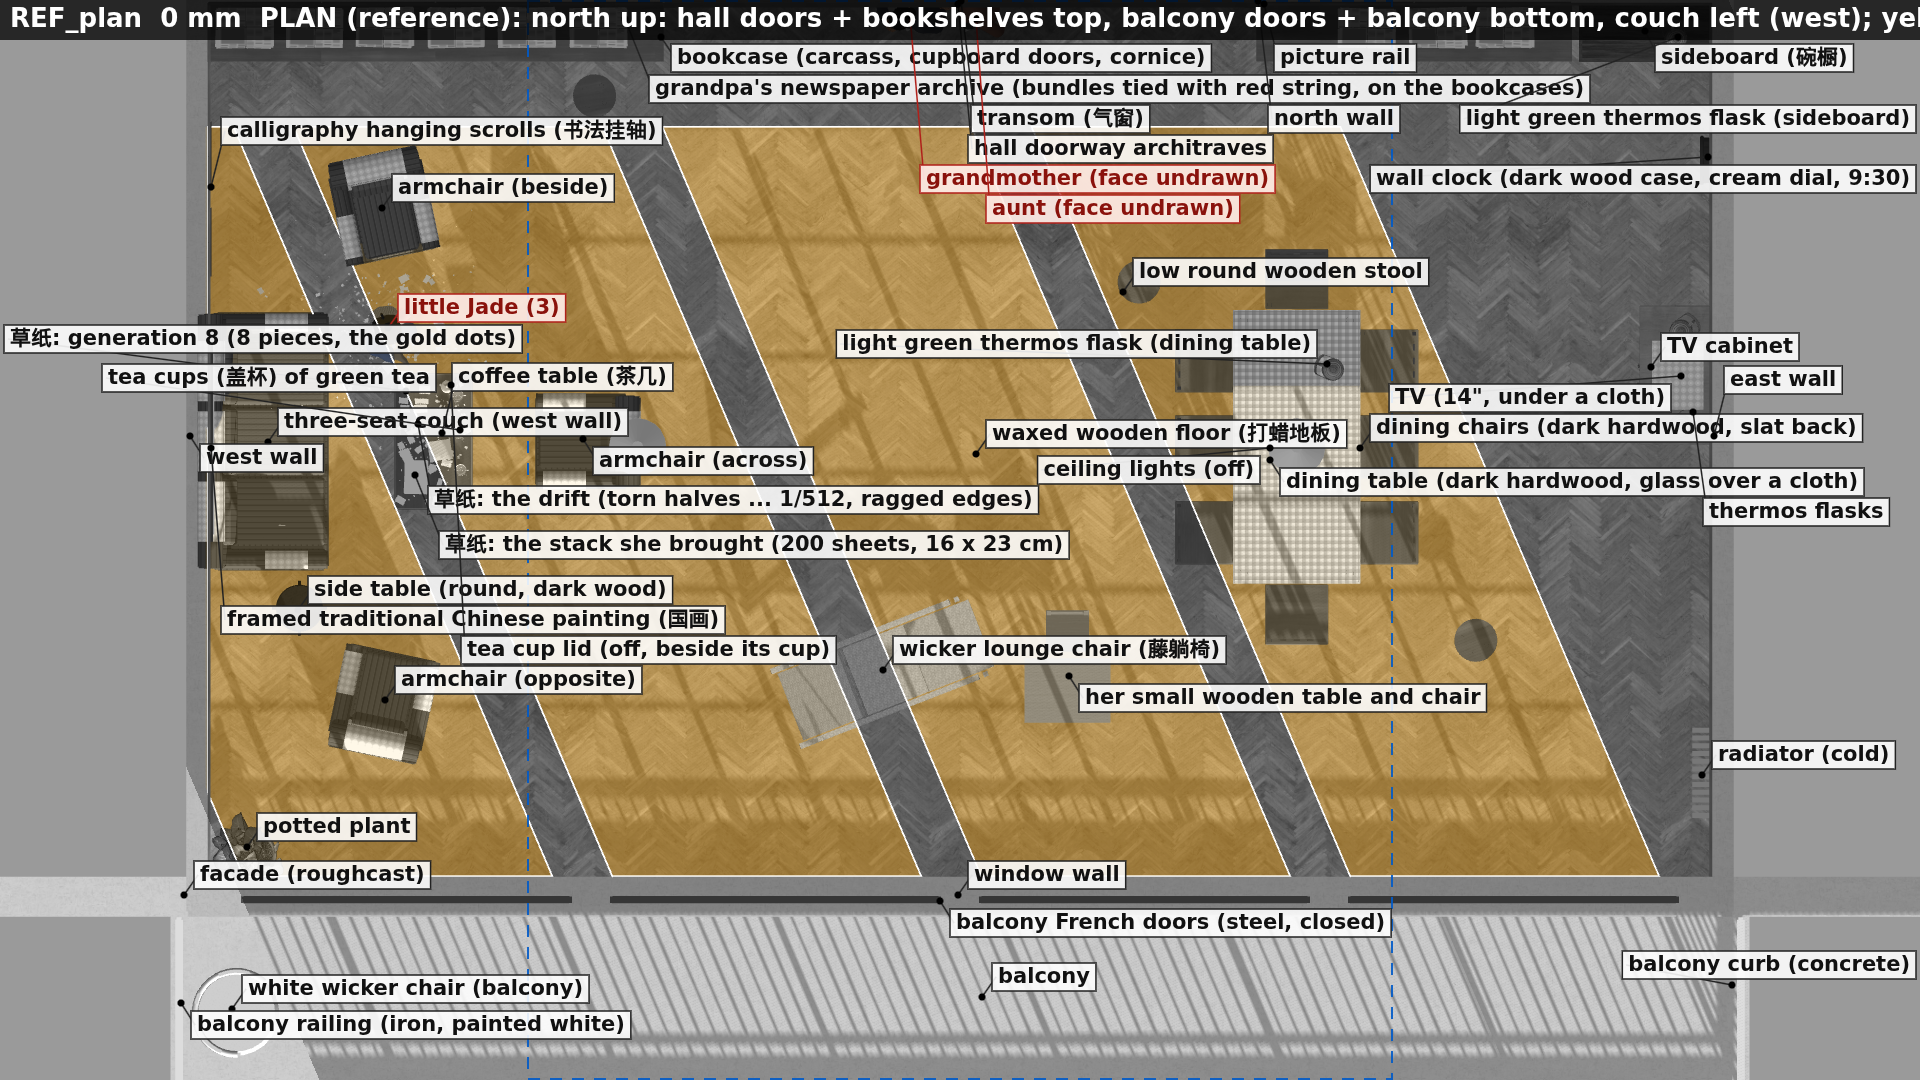 REF_plan 0 mm PLAN (reference): north up: hall doors + bookshelves top, balcony doors + balcony bottom, couch left (west); yel
bookcase (carcass, cupboard doors, cornice)
picture rail
sideboard (碗橱)
grandpa's newspaper archive (bundles tied with red string, on the bookcases)
transom (气窗)
north wall
light green thermos flask (sideboard)
calligraphy hanging scrolls (书法挂轴)
hall doorway architraves
grandmother (face undrawn)
wall clock (dark wood case, cream dial, 9:30)
armchair (beside)
aunt (face undrawn)
low round wooden stool
little Jade (3)
草纸: generation 8 (8 pieces, the gold dots)
light green thermos flask (dining table)
TV cabinet
tea cups (盖杯) of green tea
coffee table (茶几)
east wall
TV (14", under a cloth)
three-seat couch (west wall)
waxed wooden floor (打蜡地板)
dining chairs (dark hardwood, slat back)
west wall
armchair (across)
ceiling lights (off)
dining table (dark hardwood, glass over a cloth)
草纸: the drift (torn halves ... 1/512, ragged edges)
thermos flasks
草纸: the stack she brought (200 sheets, 16 x 23 cm)
side table (round, dark wood)
framed traditional Chinese painting (国画)
tea cup lid (off, beside its cup)
wicker lounge chair (藤躺椅)
armchair (opposite)
her small wooden table and chair
radiator (cold)
potted plant
facade (roughcast)
window wall
balcony French doors (steel, closed)
balcony curb (concrete)
balcony
white wicker chair (balcony)
balcony railing (iron, painted white)